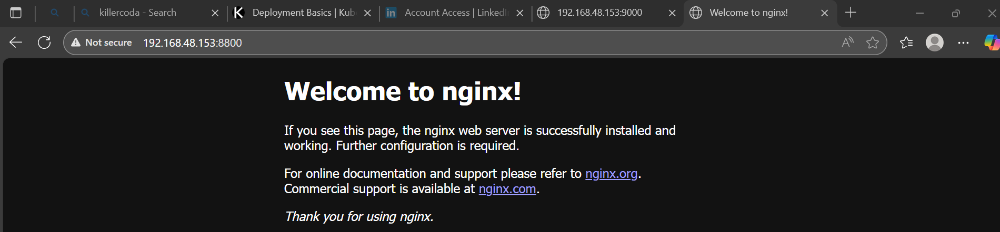 killercoda - Search
Deployment Basics | Kub
Account Access | LinkedI
192.168.48.153:9000
Welcome to nginx!
Not secure 192.168.48.153:8800
Welcome to nginx!
If you see this page, the nginx web server is successfully installed and
working. Further configuration is required.
For online documentation and support please refer to nginx.org.
Commercial support is available at nginx.com.
Thank you for using nginx.